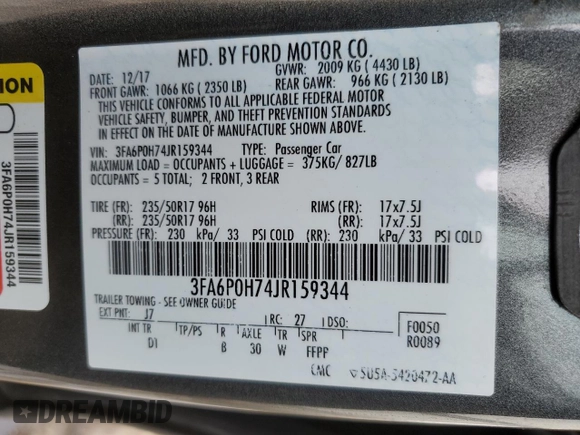 MFD. BY FORD MOTOR CO.
DATE: 12/17 GVWR: 2009 KG ( 4430 LB)
FRONT GAWR: 1066 KG ( 2350 LB) REAR GAWR: 966 KG ( 2130 LB)
THIS VEHICLE CONFORMS TO ALL APPLICABLE FEDERAL MOTOR
VEHICLE SAFETY, BUMPER, AND THEFT PREVENTION STANDARDS
IN EFFECT ON THE DATE OF MANUFACTURE SHOWN ABOVE.
VIN: 3FA6P0H74JR159344 TYPE: Passenger Car
MAXIMUM LOAD = OCCUPANTS + LUGGAGE = 375KG/ 827LB
OCCUPANTS = 5 TOTAL; 2 FRONT, 3 REAR
TIRE (FR): 235/50R17 96H RIMS (FR): 17x7.5J
(RR): 235/50R17 96H (RR): 17x7.5J
PRESSURE (FR): 230 kPa/ 33 PSI COLD (RR): 230 kPa/ 33 PSI COLD
3FA6P0H74JR159344
TRAILER TOWING - SEE OWNER GUIDE
EXT PNT: J7 RC: 27 DSO: F0050
INT TR TP/PS R AXLE TR SPR R0089
DI B 30 W FFPP
CMC 5U5A-5420472-AA
3FA6P0H74JR159344
DREAMBID